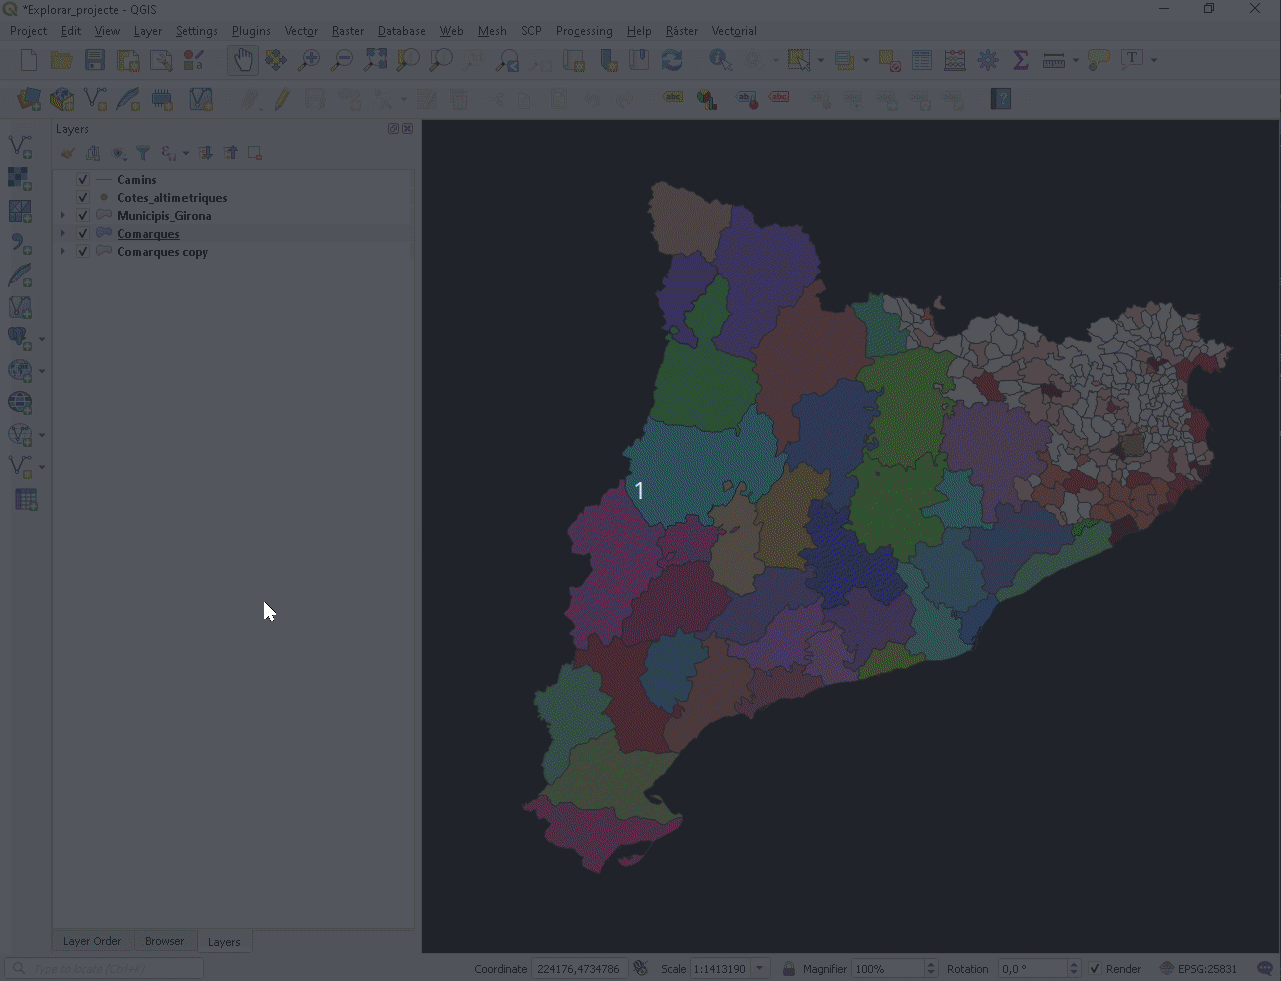 *Explorar_projecte - QGIS
Project Edit View Layer Settings Plugins Vector Raster Database Web Mesh SCP Processing Help Ràster Vectorial
Layers
Camins
Cotes_altimetriques
Municipis_Girona
Comarques
Comarques copy
1
Layer Order Browser Layers
Type to locate (Ctrl+K)
Coordinate 224176,4734786 Scale 1:1413190 Magnifier 100% Rotation 0,0 ° Render EPSG:25831